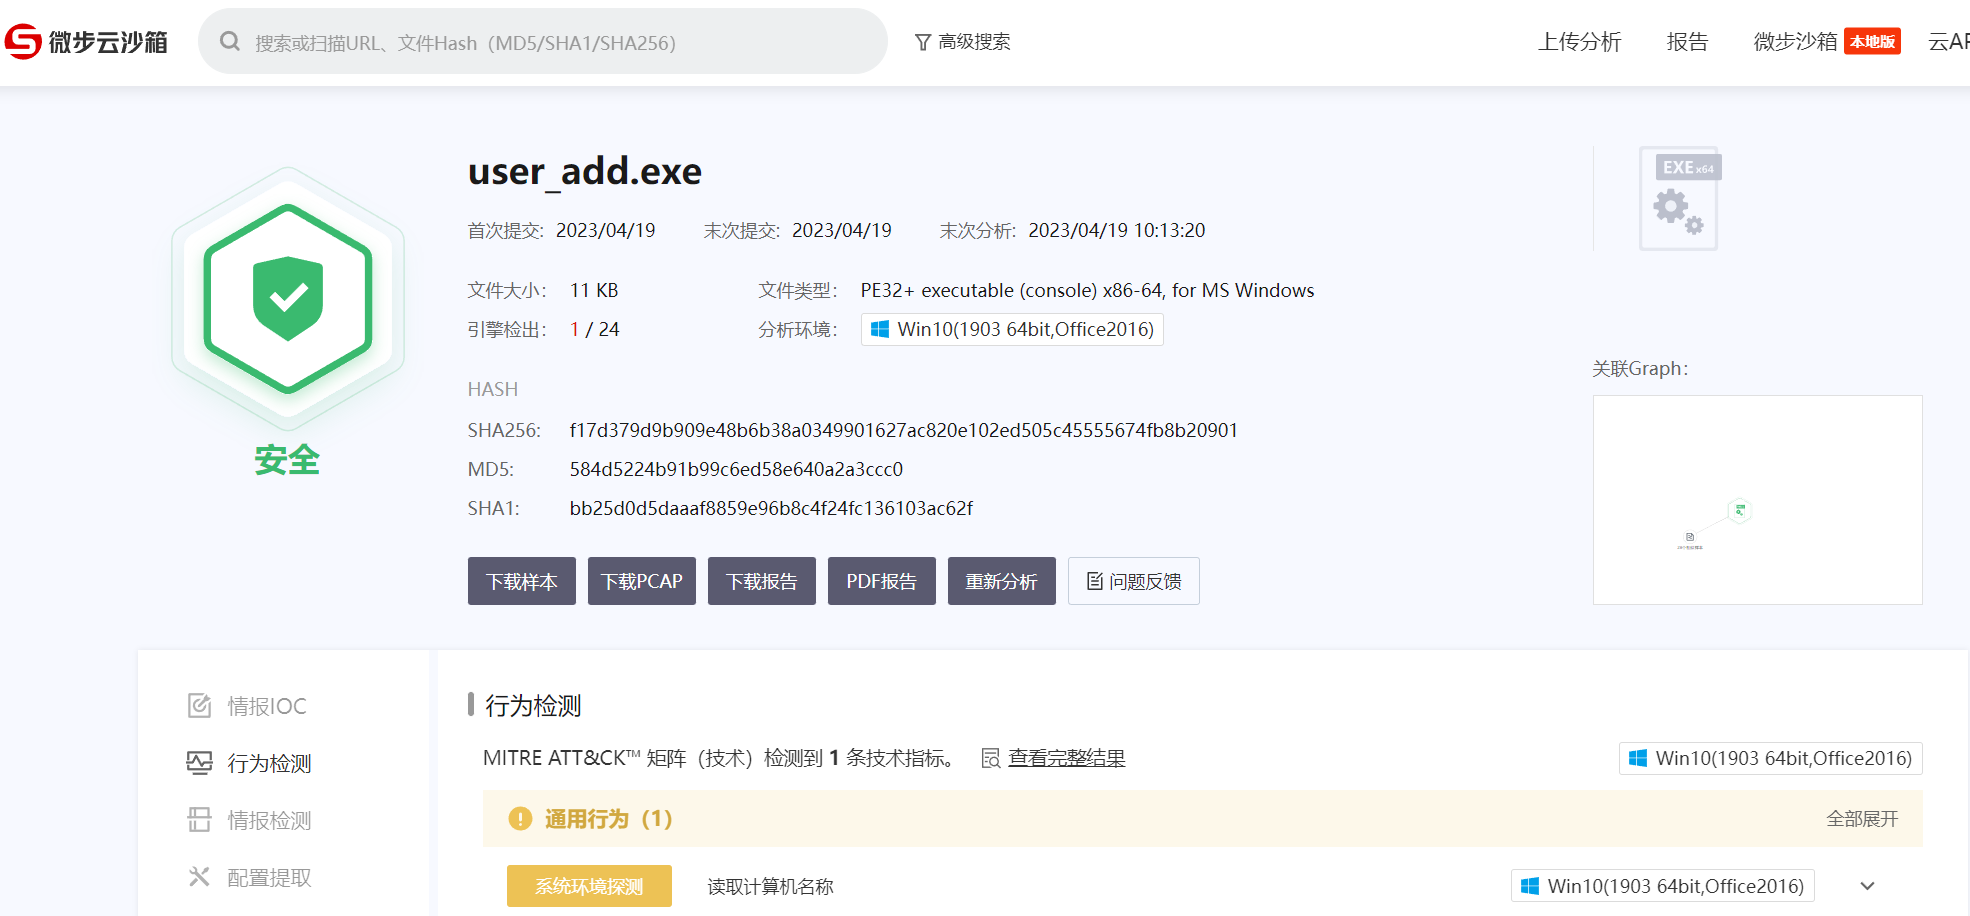 微步云沙箱
搜索或扫描URL、文件Hash（MD5/SHA1/SHA256）
高级搜索
上传分析
报告
微步沙箱 本地版
云AP
user_add.exe
首次提交: 2023/04/19 末次提交: 2023/04/19 末次分析: 2023/04/19 10:13:20
EXE x64
文件大小: 11 KB 文件类型: PE32+ executable (console) x86-64, for MS Windows
引擎检出: 1 / 24 分析环境: Win10(1903 64bit,Office2016)
安全
HASH
SHA256: f17d379d9b909e48b6b38a0349901627ac820e102ed505c45555674fb8b20901
MD5: 584d5224b91b99c6ed58e640a2a3ccc0
SHA1: bb25d0d5daaaf8859e96b8c4f24fc136103ac62f
关联Graph:
下载样本 下载PCAP 下载报告 PDF报告 重新分析 问题反馈
情报IOC
行为检测
情报检测
配置提取
行为检测
MITRE ATT&CK™ 矩阵（技术）检测到 1 条技术指标。 查看完整结果 Win10(1903 64bit,Office2016)
通用行为（1） 全部展开
系统环境探测 读取计算机名称 Win10(1903 64bit,Office2016)